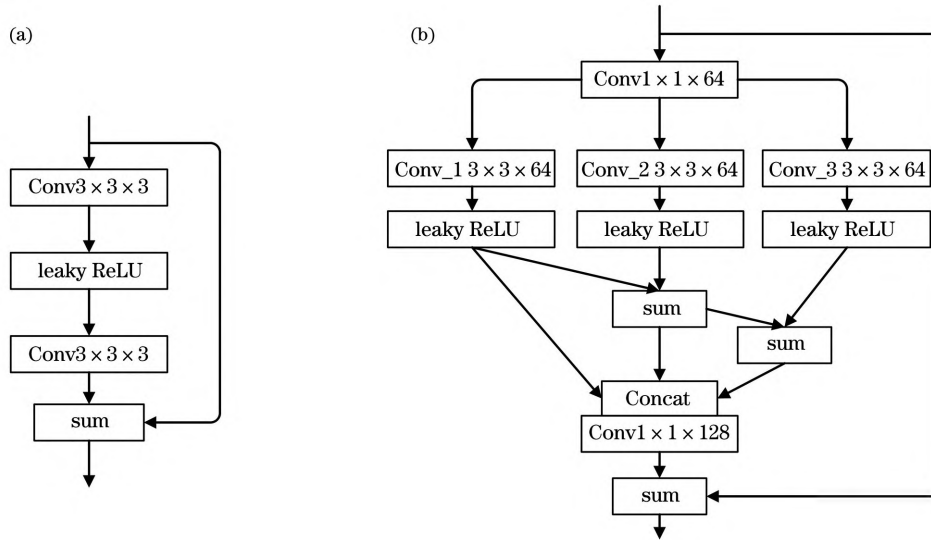 (a)
Conv3 × 3 × 3
leaky ReLU
Conv3 × 3 × 3
sum
(b)
Conv1 × 1 × 64
Conv_1 3 × 3 × 64
Conv_2 3 × 3 × 64
Conv_3 3 × 3 × 64
leaky ReLU
leaky ReLU
leaky ReLU
sum
sum
Concat
Conv1 × 1 × 128
sum